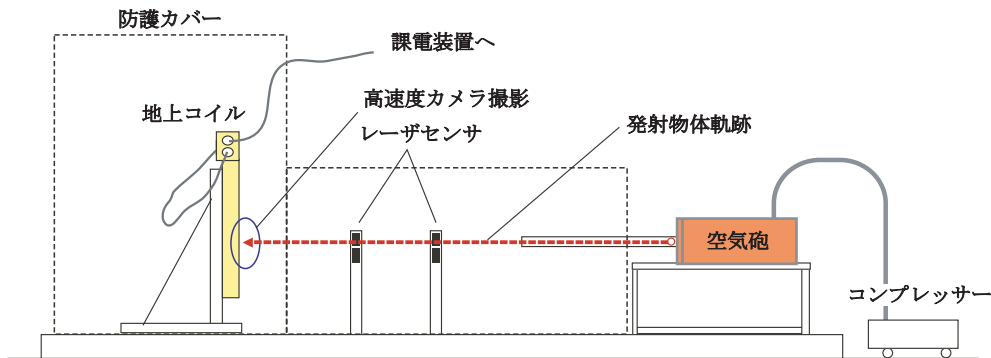 防護カバー
課電装置へ
地上コイル
高速度カメラ撮影
レーザセンサ
発射物体軌跡
空気砲
コンプレッサー